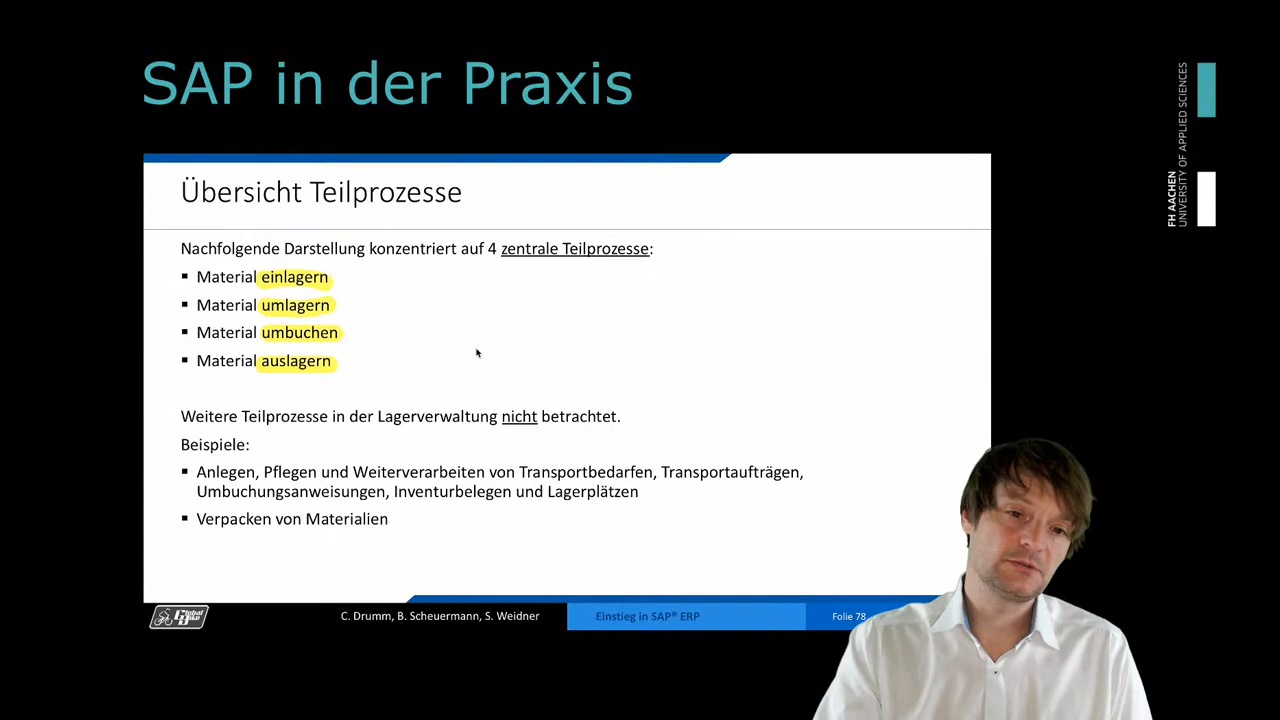 SAP in der Praxis
FH AACHEN
UNIVERSITY OF APPLIED SCIENCES
Übersicht Teilprozesse
Nachfolgende Darstellung konzentriert auf 4 zentrale Teilprozesse:
▪ Material einlagern
▪ Material umlagern
▪ Material umbuchen
▪ Material auslagern
Weitere Teilprozesse in der Lagerverwaltung nicht betrachtet.
Beispiele:
▪ Anlegen, Pflegen und Weiterverarbeiten von Transportbedarfen, Transportaufträgen,
Umbuchungsanweisungen, Inventurbelegen und Lagerplätzen
▪ Verpacken von Materialien
Global Bike
C. Drumm, B. Scheuermann, S. Weidner
Einstieg in SAP® ERP
Folie 78